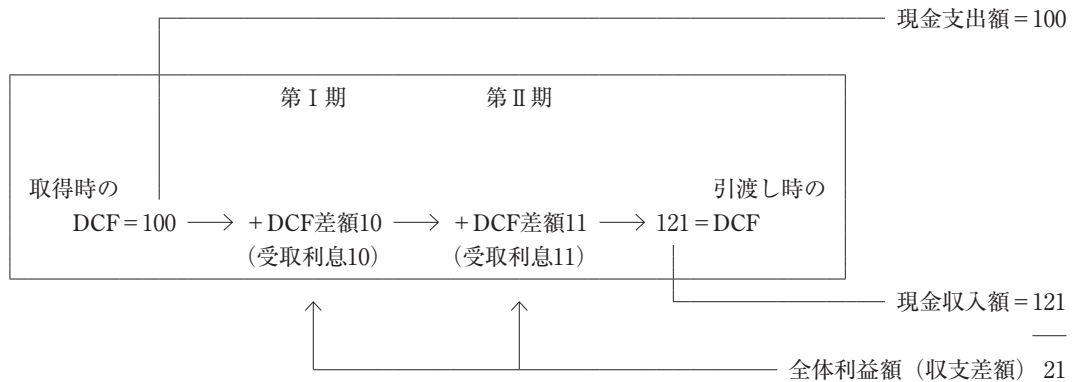 現金支出額=100
第Ⅰ期 第Ⅱ期
取得時の 引渡し時の
DCF=100 → +DCF差額10 → +DCF差額11 → 121=DCF
(受取利息10) (受取利息11)
現金収入額=121
全体利益額(収支差額) 21